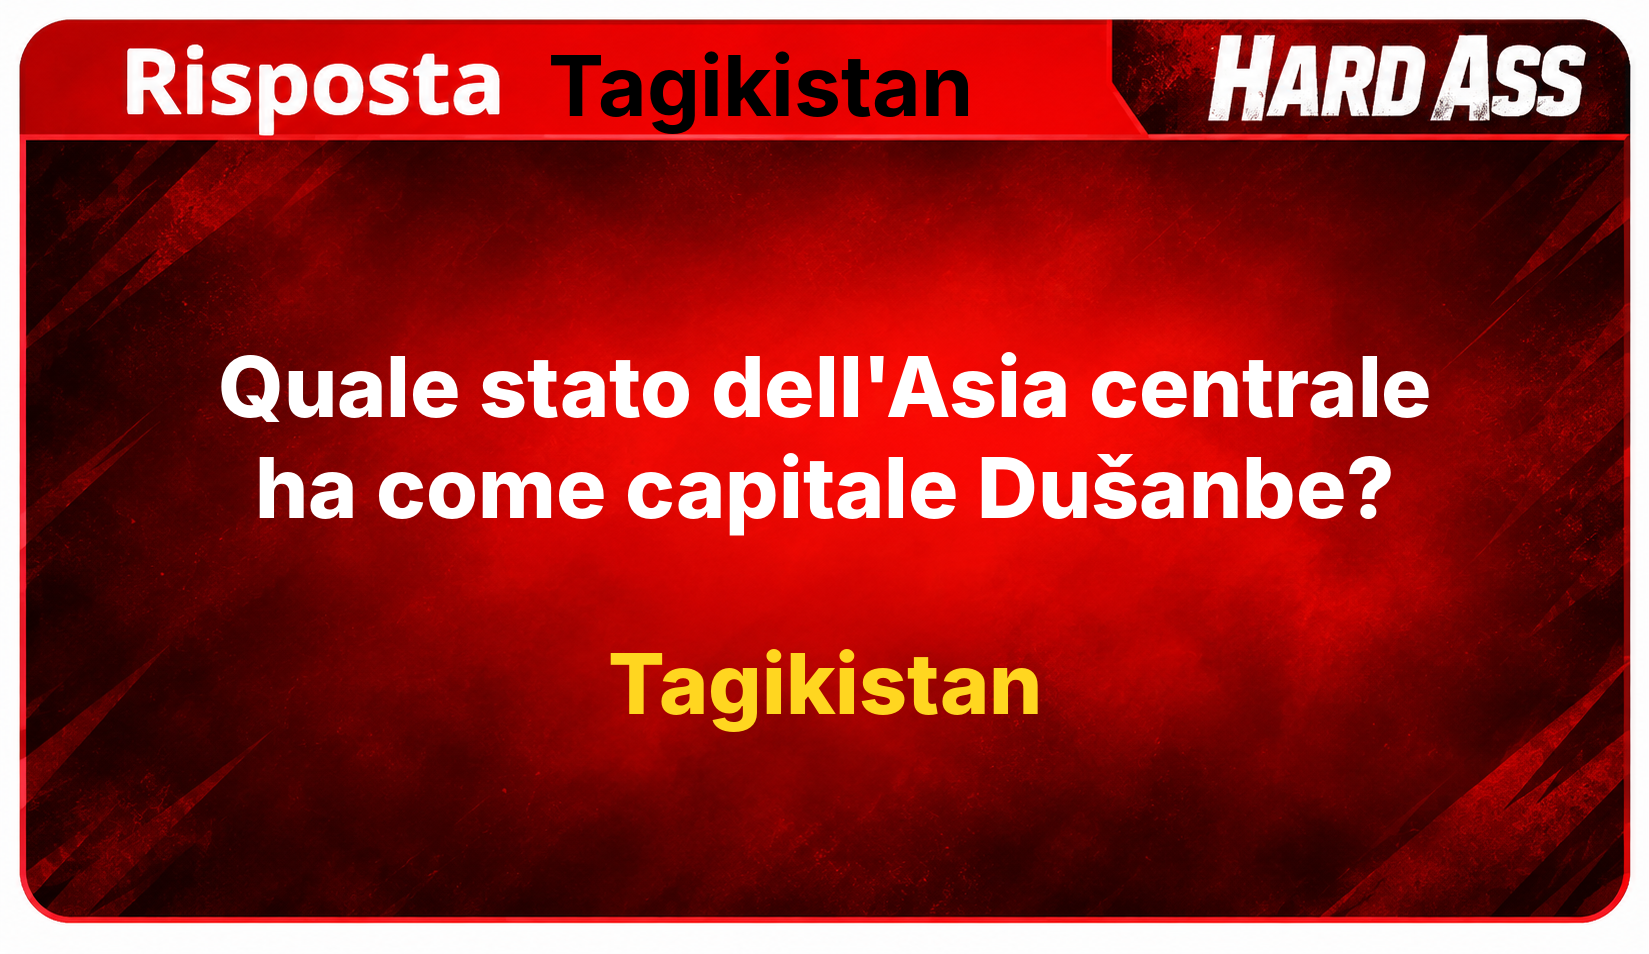 Risposta Tagikistan HARD ASS
Quale stato dell'Asia centrale
ha come capitale Dušanbe?
Tagikistan